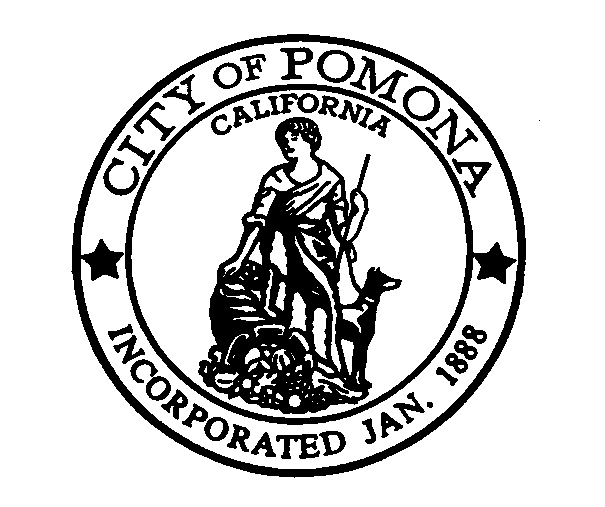 CITY OF POMONA
CALIFORNIA
INCORPORATED JAN. 1888